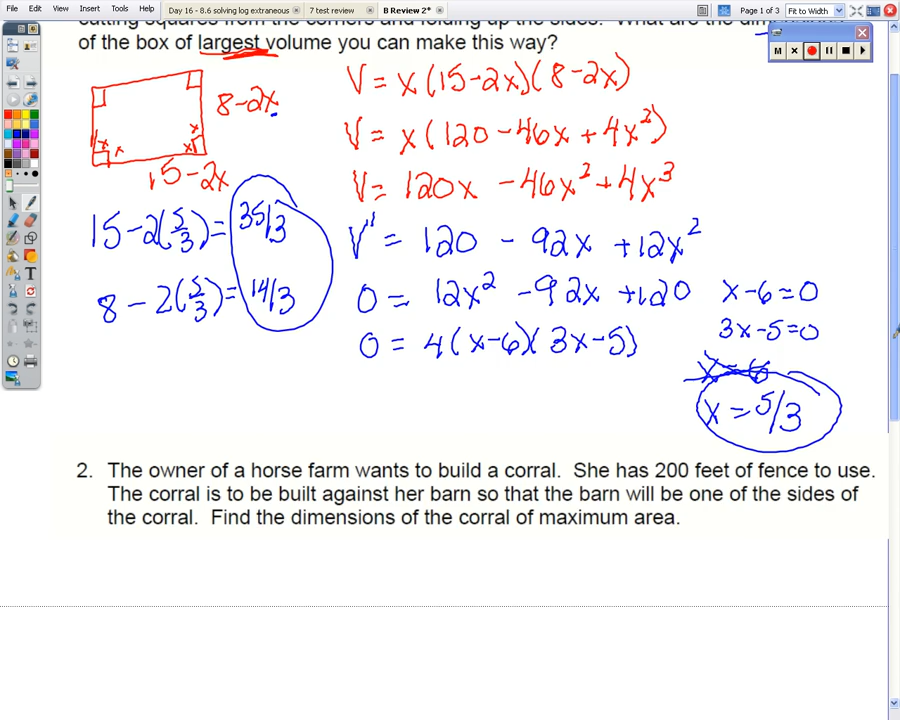 File Edit View Insert Tools Help
Day 16 - 8.6 solving log extraneous
7 test review
B Review 2*
Page 1 of 3
Fit to Width
of the box of largest volume you can make this way?
M
8-2x
x x x x
15-2x
V = x(15-2x)(8-2x)
V = x(120 -46x +4x²)
V = 120x -46x² +4x³
15-2(5/3)= 35/3
8 - 2(5/3)= 14/3
V' = 120 - 92x +12x²
0 = 12x² -92x +120
0 = 4(x-6)(3x-5)
x-6=0
3x-5=0
x=6
x = 5/3
2. The owner of a horse farm wants to build a corral. She has 200 feet of fence to use.
The corral is to be built against her barn so that the barn will be one of the sides of
the corral. Find the dimensions of the corral of maximum area.
T